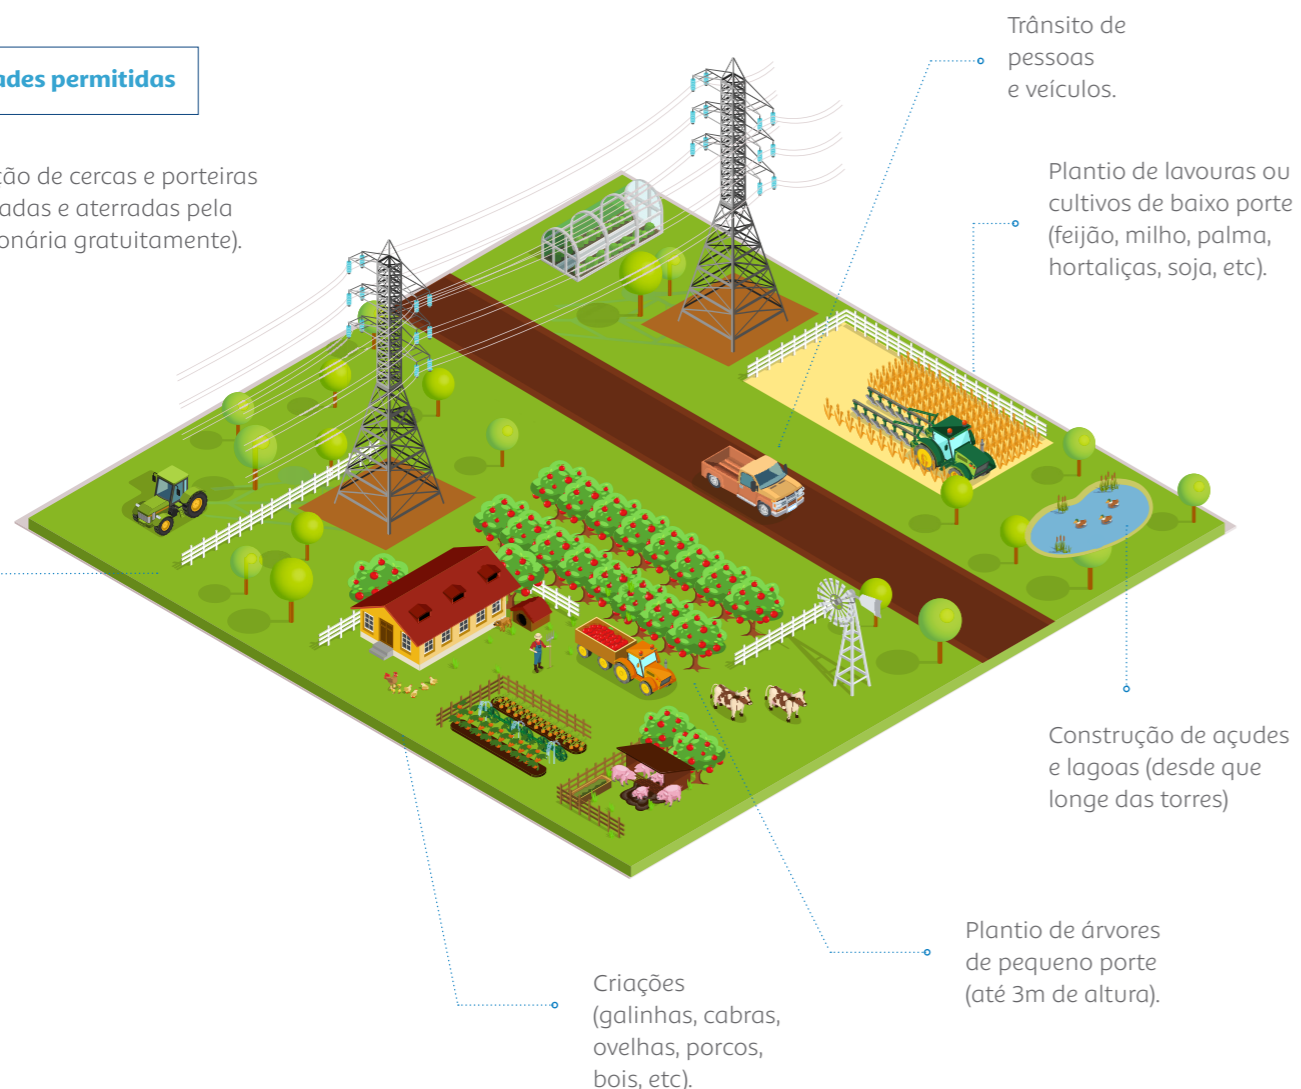 ades permitidas
ção de cercas e porteiras
adas e aterradas pela
onária gratuitamente).
Trânsito de
pessoas
e veículos.
Plantio de lavouras ou
cultivos de baixo porte
(feijão, milho, palma,
hortaliças, soja, etc).
Construção de açudes
e lagoas (desde que
longe das torres)
Plantio de árvores
de pequeno porte
(até 3m de altura).
Criações
(galinhas, cabras,
ovelhas, porcos,
bois, etc).